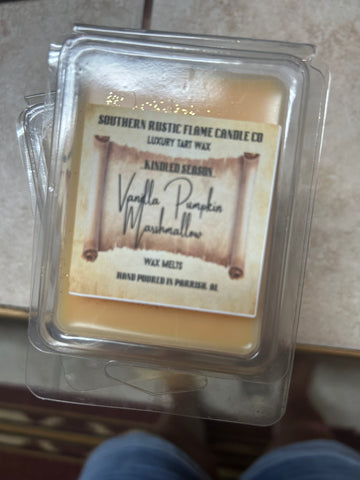 SOUTHERN RUSTIC FLAME CANDLE CO
LUXURY TART WAX
KINDLED SEASON
Vanilla Pumpkin
Marshmallow
WAX MELTS
HAND POURED IN PARRISH, AL